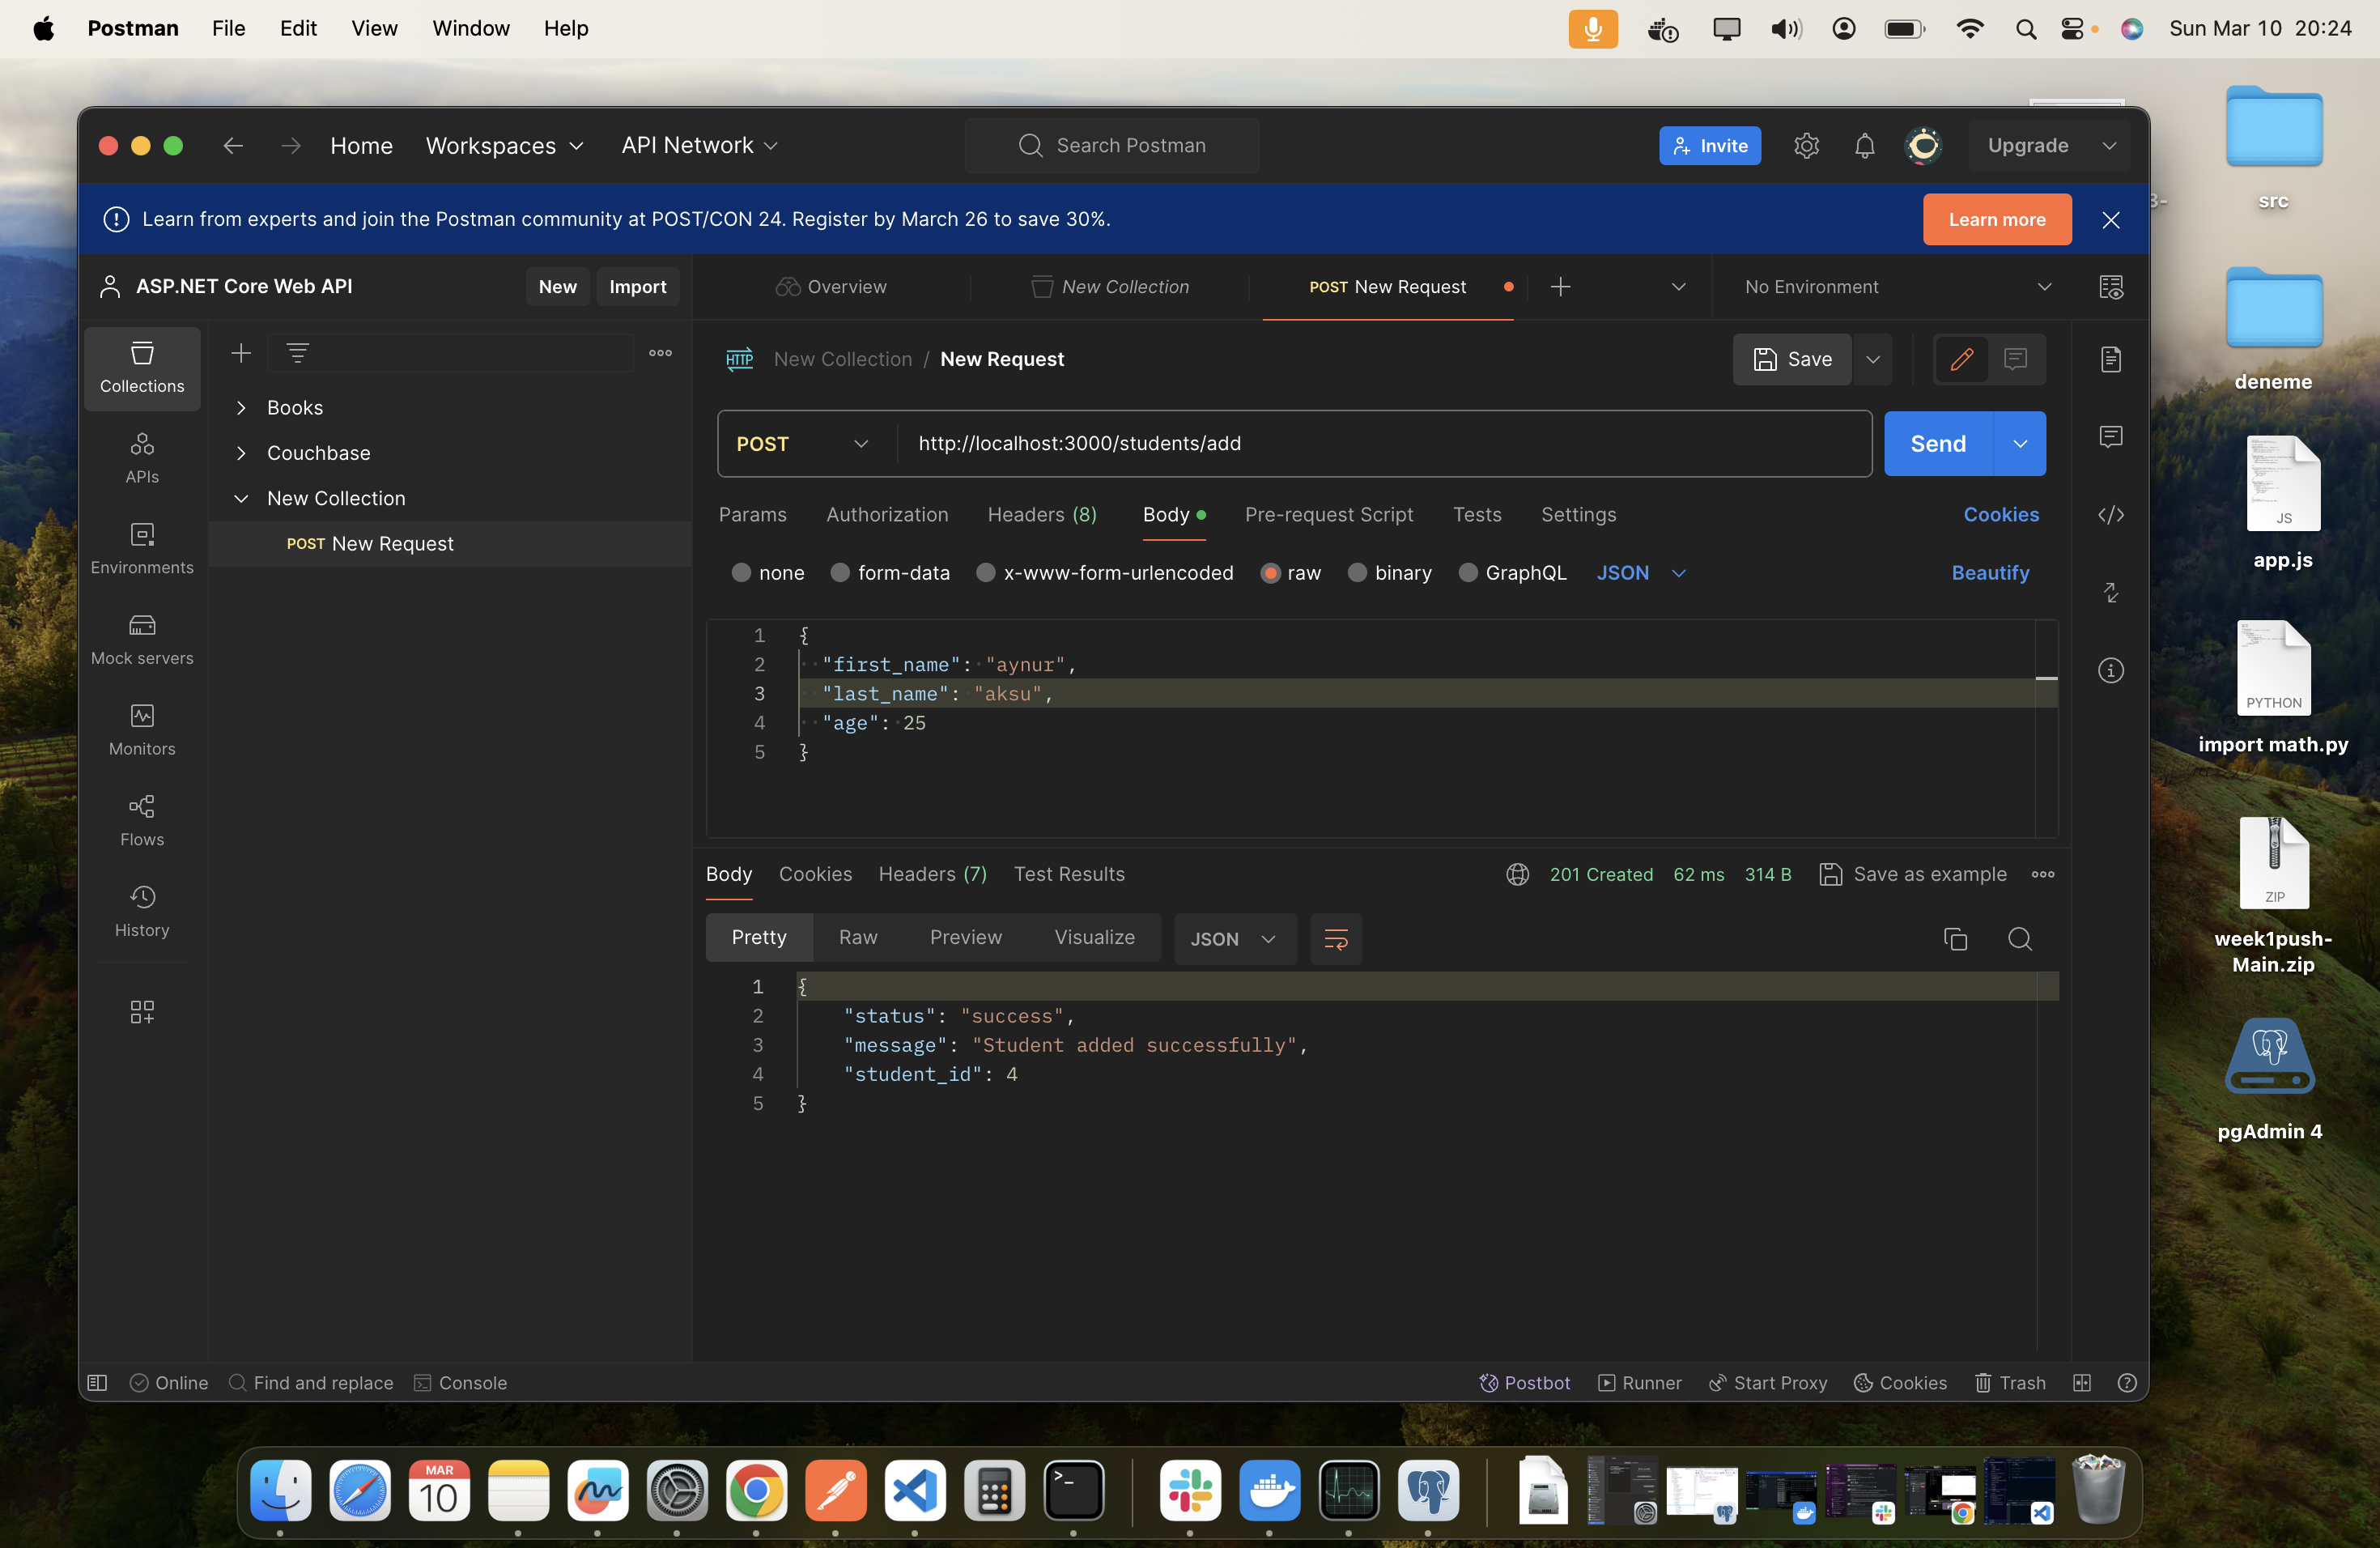 Postman File Edit View Window Help Sun Mar 10 20:24
Home Workspaces API Network Search Postman Invite Upgrade
Learn from experts and join the Postman community at POST/CON 24. Register by March 26 to save 30%. Learn more
ASP.NET Core Web API New Import Overview New Collection POST New Request No Environment
Collections
APIs
Environments
Mock servers
Monitors
Flows
History
Books
Couchbase
New Collection
POST New Request
HTTP New Collection / New Request Save
POST http://localhost:3000/students/add Send
Params Authorization Headers (8) Body Pre-request Script Tests Settings Cookies
none form-data x-www-form-urlencoded raw binary GraphQL JSON Beautify
1 {
2 "first_name": "aynur",
3 "last_name": "aksu",
4 "age": 25
5 }
Body Cookies Headers (7) Test Results 201 Created 62 ms 314 B Save as example
Pretty Raw Preview Visualize JSON
1 {
2 "status": "success",
3 "message": "Student added successfully",
4 "student_id": 4
5 }
Online Find and replace Console Postbot Runner Start Proxy Cookies Trash
src
deneme
JS
app.js
PYTHON
import math.py
ZIP
week1push-
Main.zip
pgAdmin 4
MAR
10